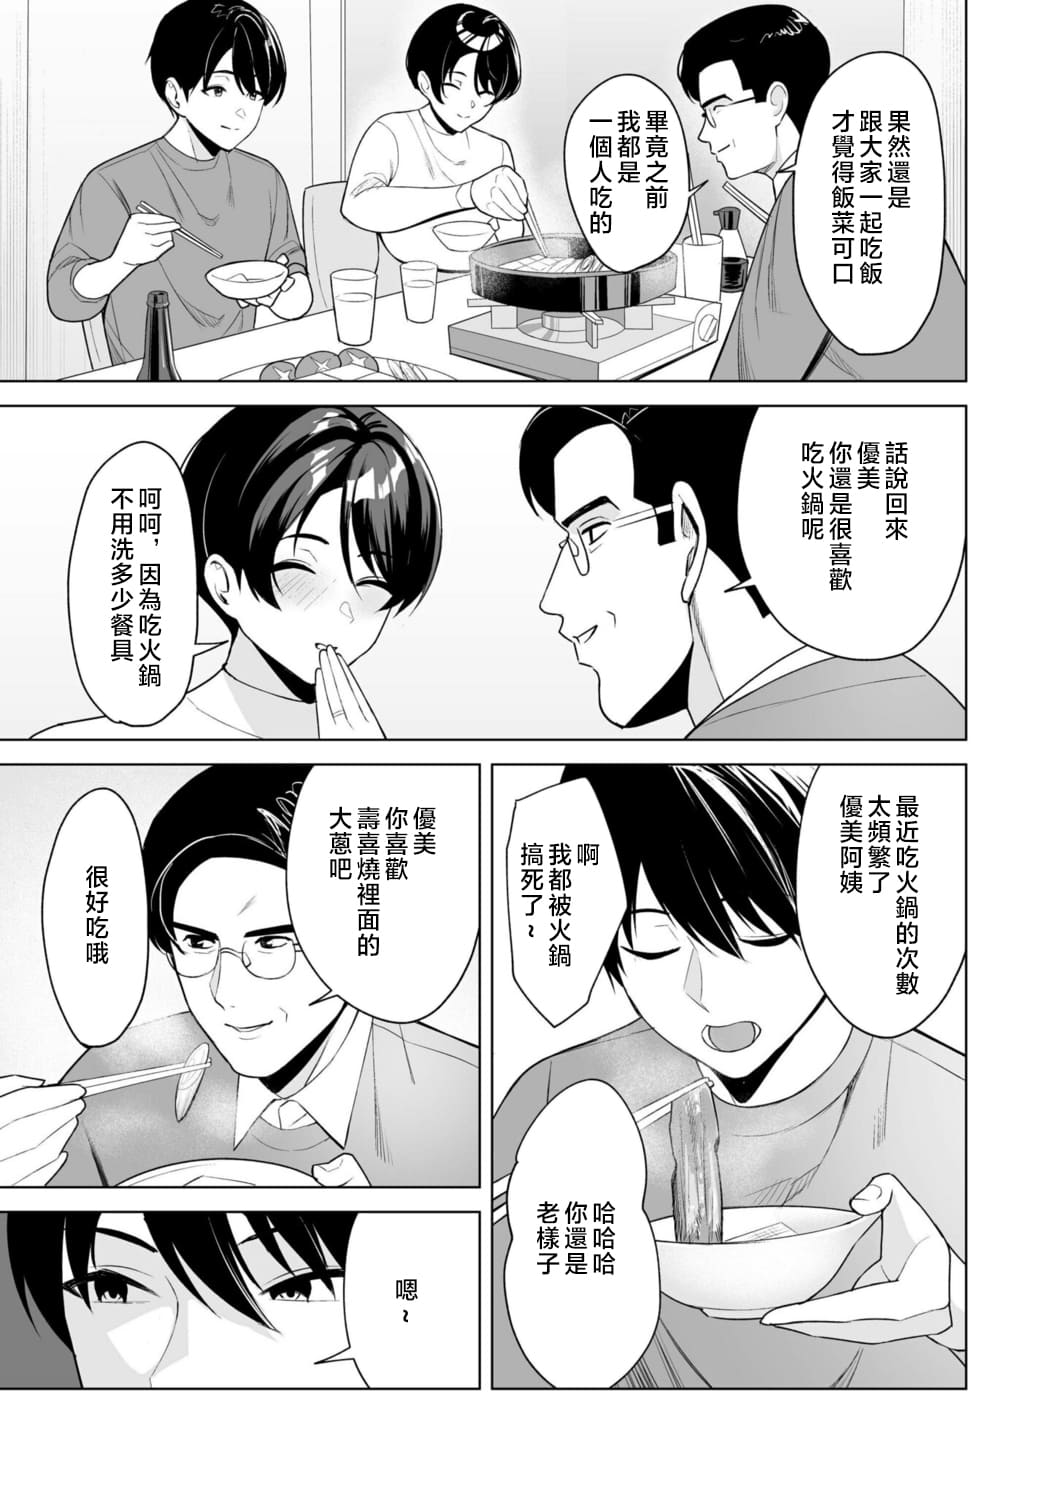 果然還是
跟大家一起吃飯
才覺得飯菜可口
畢竟之前
我都是
一個人吃的
話說回來
優美
你還是很喜歡
吃火鍋呢
呵呵，因為吃火鍋
不用洗多少餐具
最近吃火鍋的次數
太頻繁了
優美阿姨
啊
我都被火鍋
搞死了~
哈哈哈
你還是
老樣子
優美
你喜歡
壽喜燒裡面的
大蔥吧
很好吃哦
嗯~